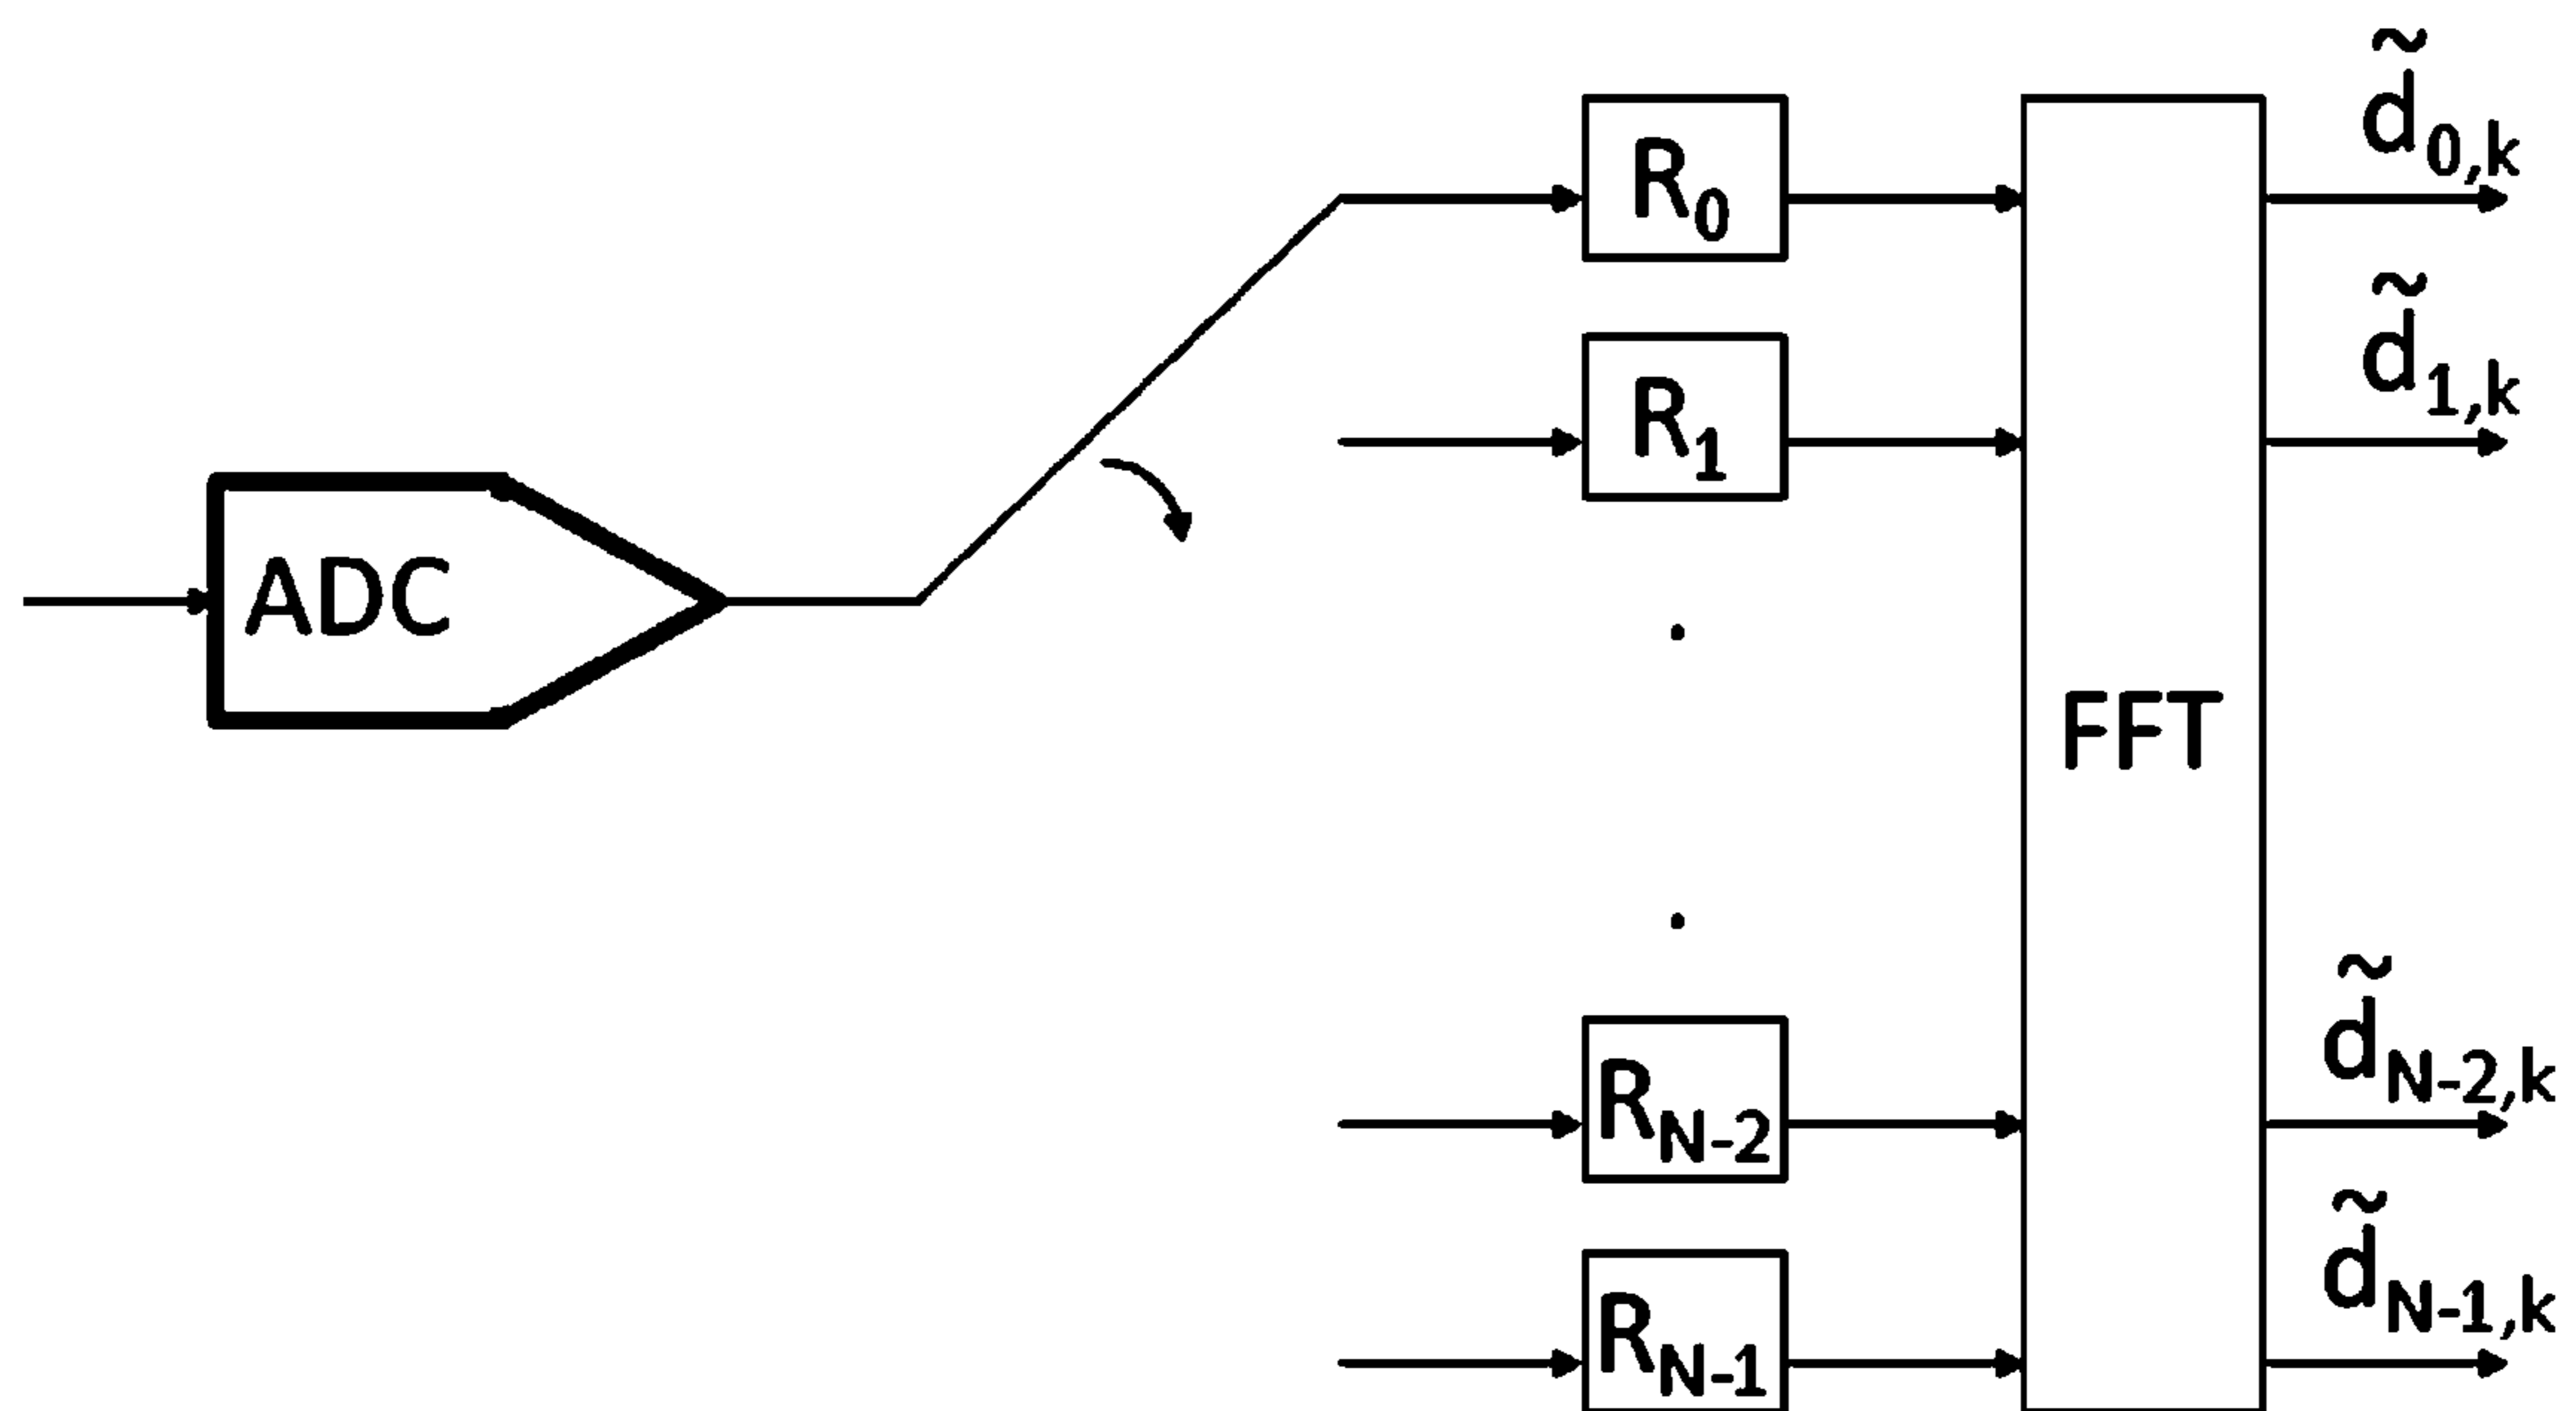 d̃0,k
R0
d̃1,k
R1
ADC
FFT
d̃N-2,k
RN-2
d̃N-1,k
RN-1